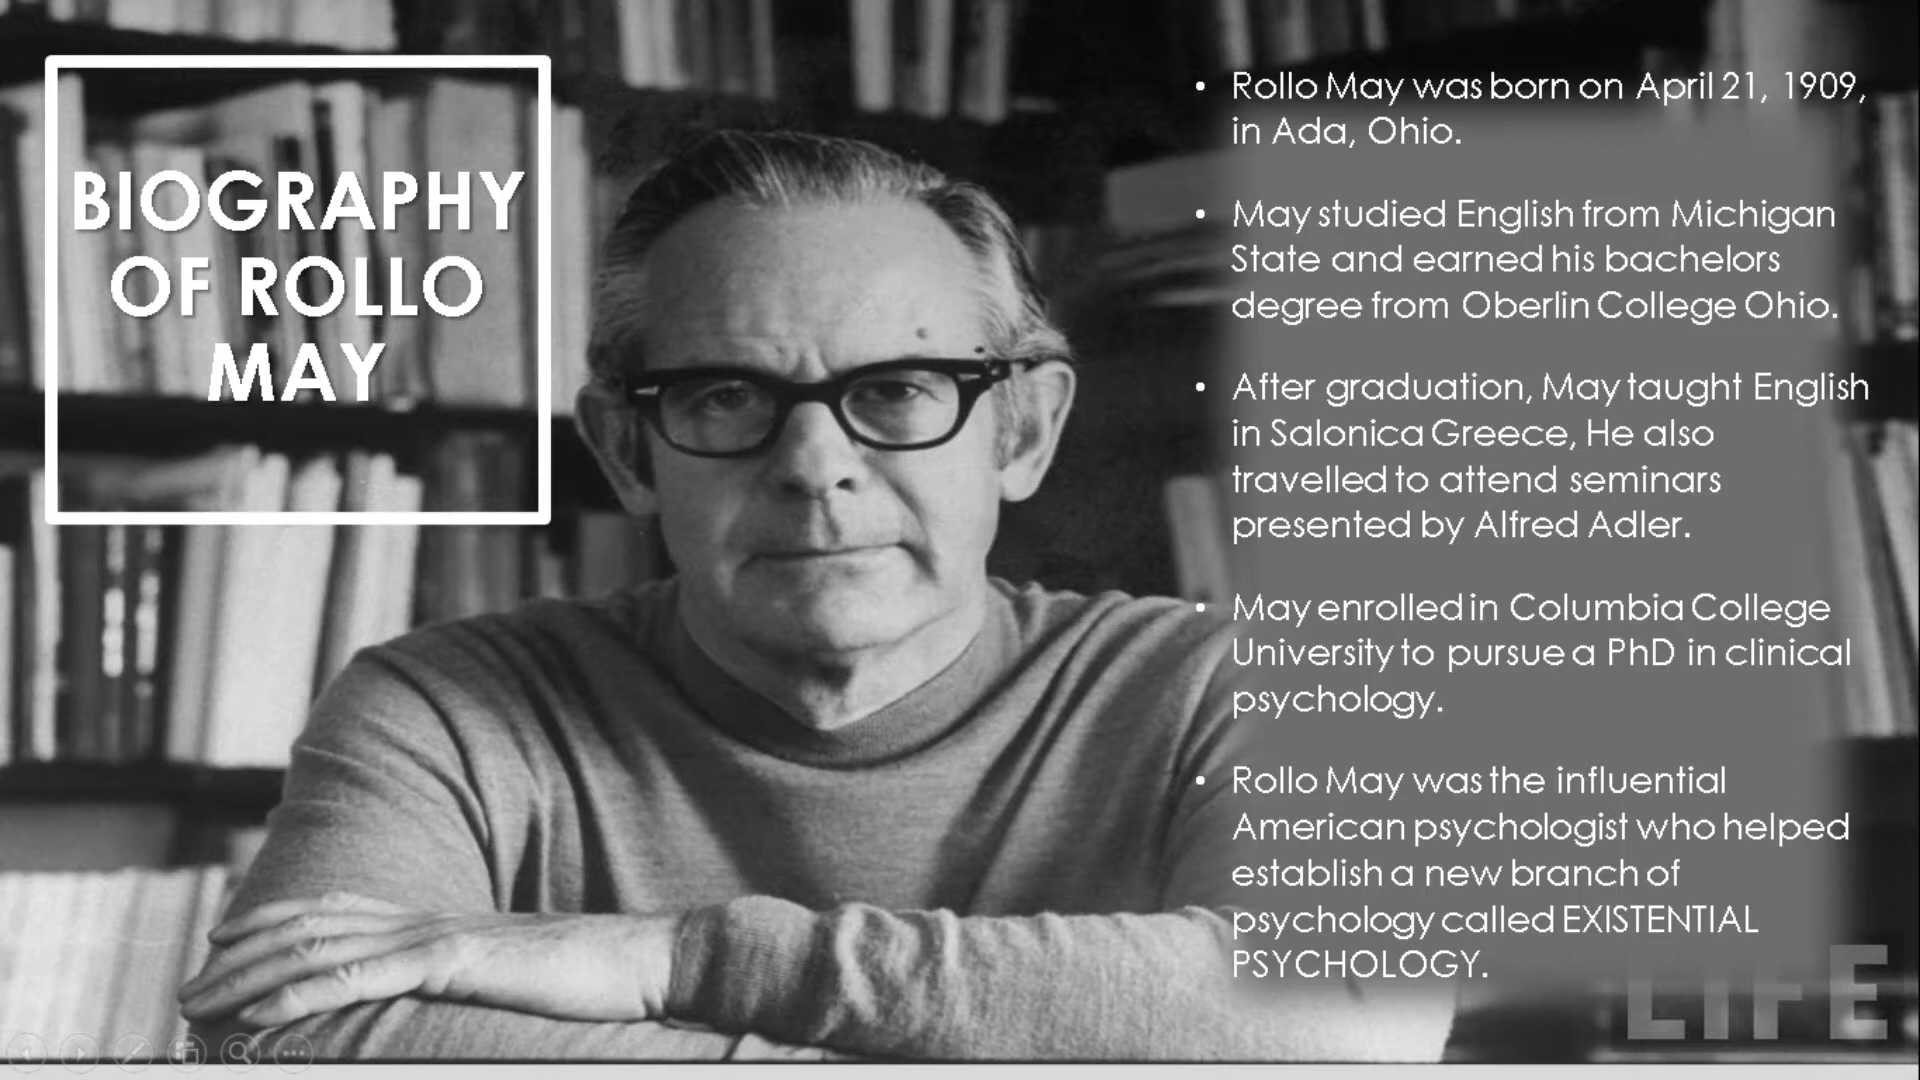 BIOGRAPHY
OF ROLLO
MAY
• Rollo May was born on April 21, 1909,
in Ada, Ohio.
• May studied English from Michigan
State and earned his bachelors
degree from Oberlin College Ohio.
• After graduation, May taught English
in Salonica Greece, He also
travelled to attend seminars
presented by Alfred Adler.
• May enrolled in Columbia College
University to pursue a PhD in clinical
psychology.
• Rollo May was the influential
American psychologist who helped
establish a new branch of
psychology called EXISTENTIAL
PSYCHOLOGY.
LIFE